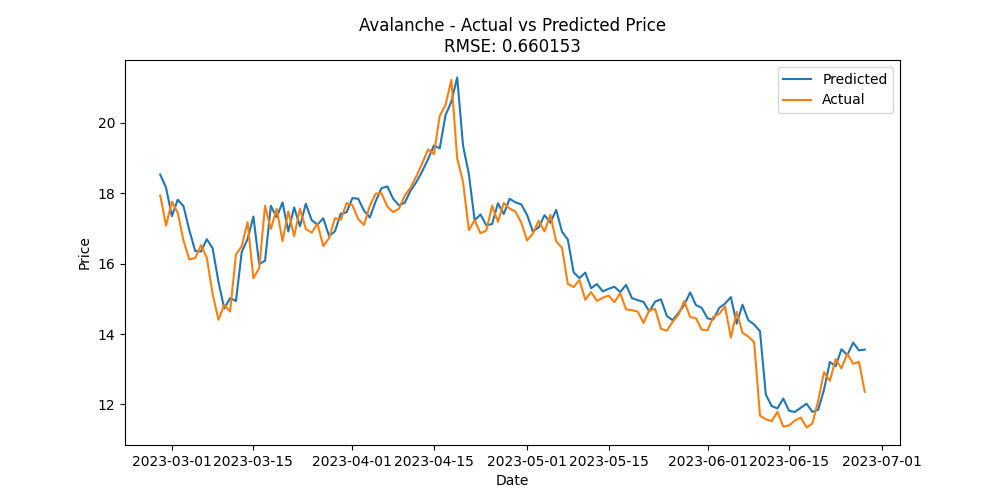 Avalanche - Actual vs Predicted Price
RMSE: 0.660153
Predicted
Actual
Price
20
18
16
14
12
2023-03-01 2023-03-15 2023-04-01 2023-04-15 2023-05-01 2023-05-15 2023-06-01 2023-06-15 2023-07-01
Date